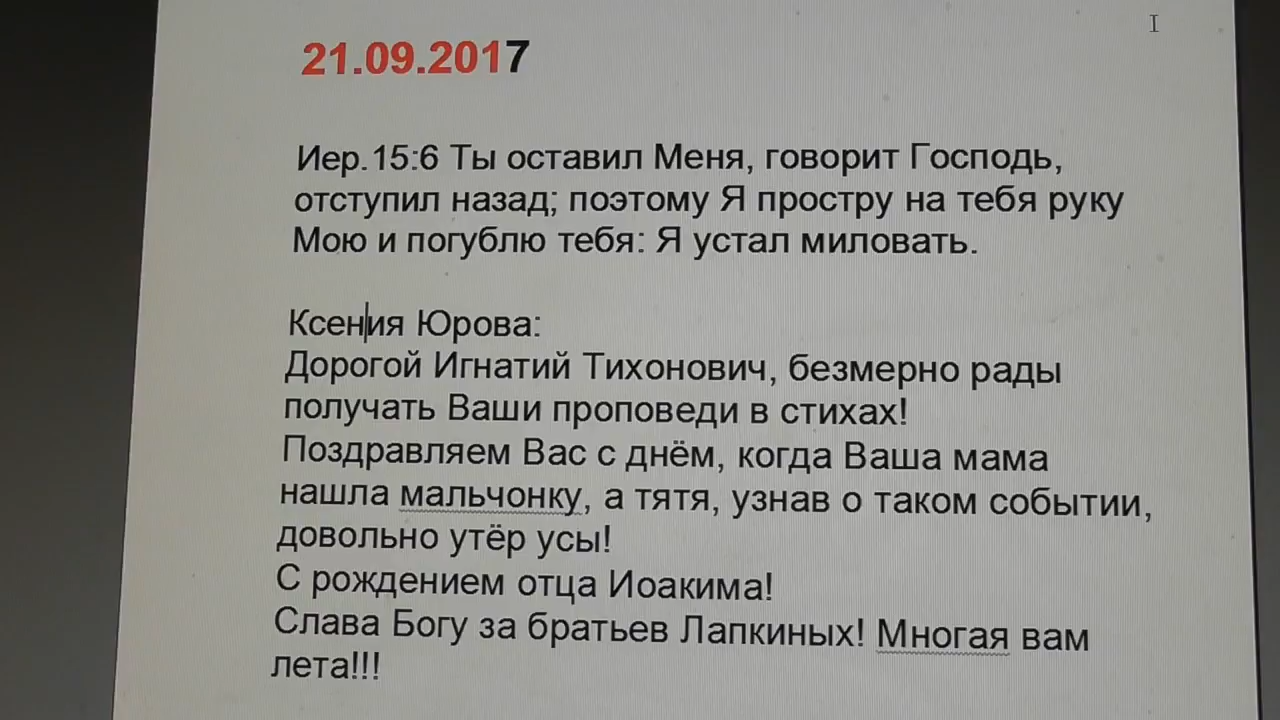 21.09.2017
Иер.15:6 Ты оставил Меня, говорит Господь,
отступил назад; поэтому Я простру на тебя руку
Мою и погублю тебя: Я устал миловать.
Ксения Юрова:
Дорогой Игнатий Тихонович, безмерно рады
получать Ваши проповеди в стихах!
Поздравляем Вас с днём, когда Ваша мама
нашла мальчонку, а тятя, узнав о таком событии,
довольно утёр усы!
С рождением отца Иоакима!
Слава Богу за братьев Лапкиных! Многая вам
лета!!!